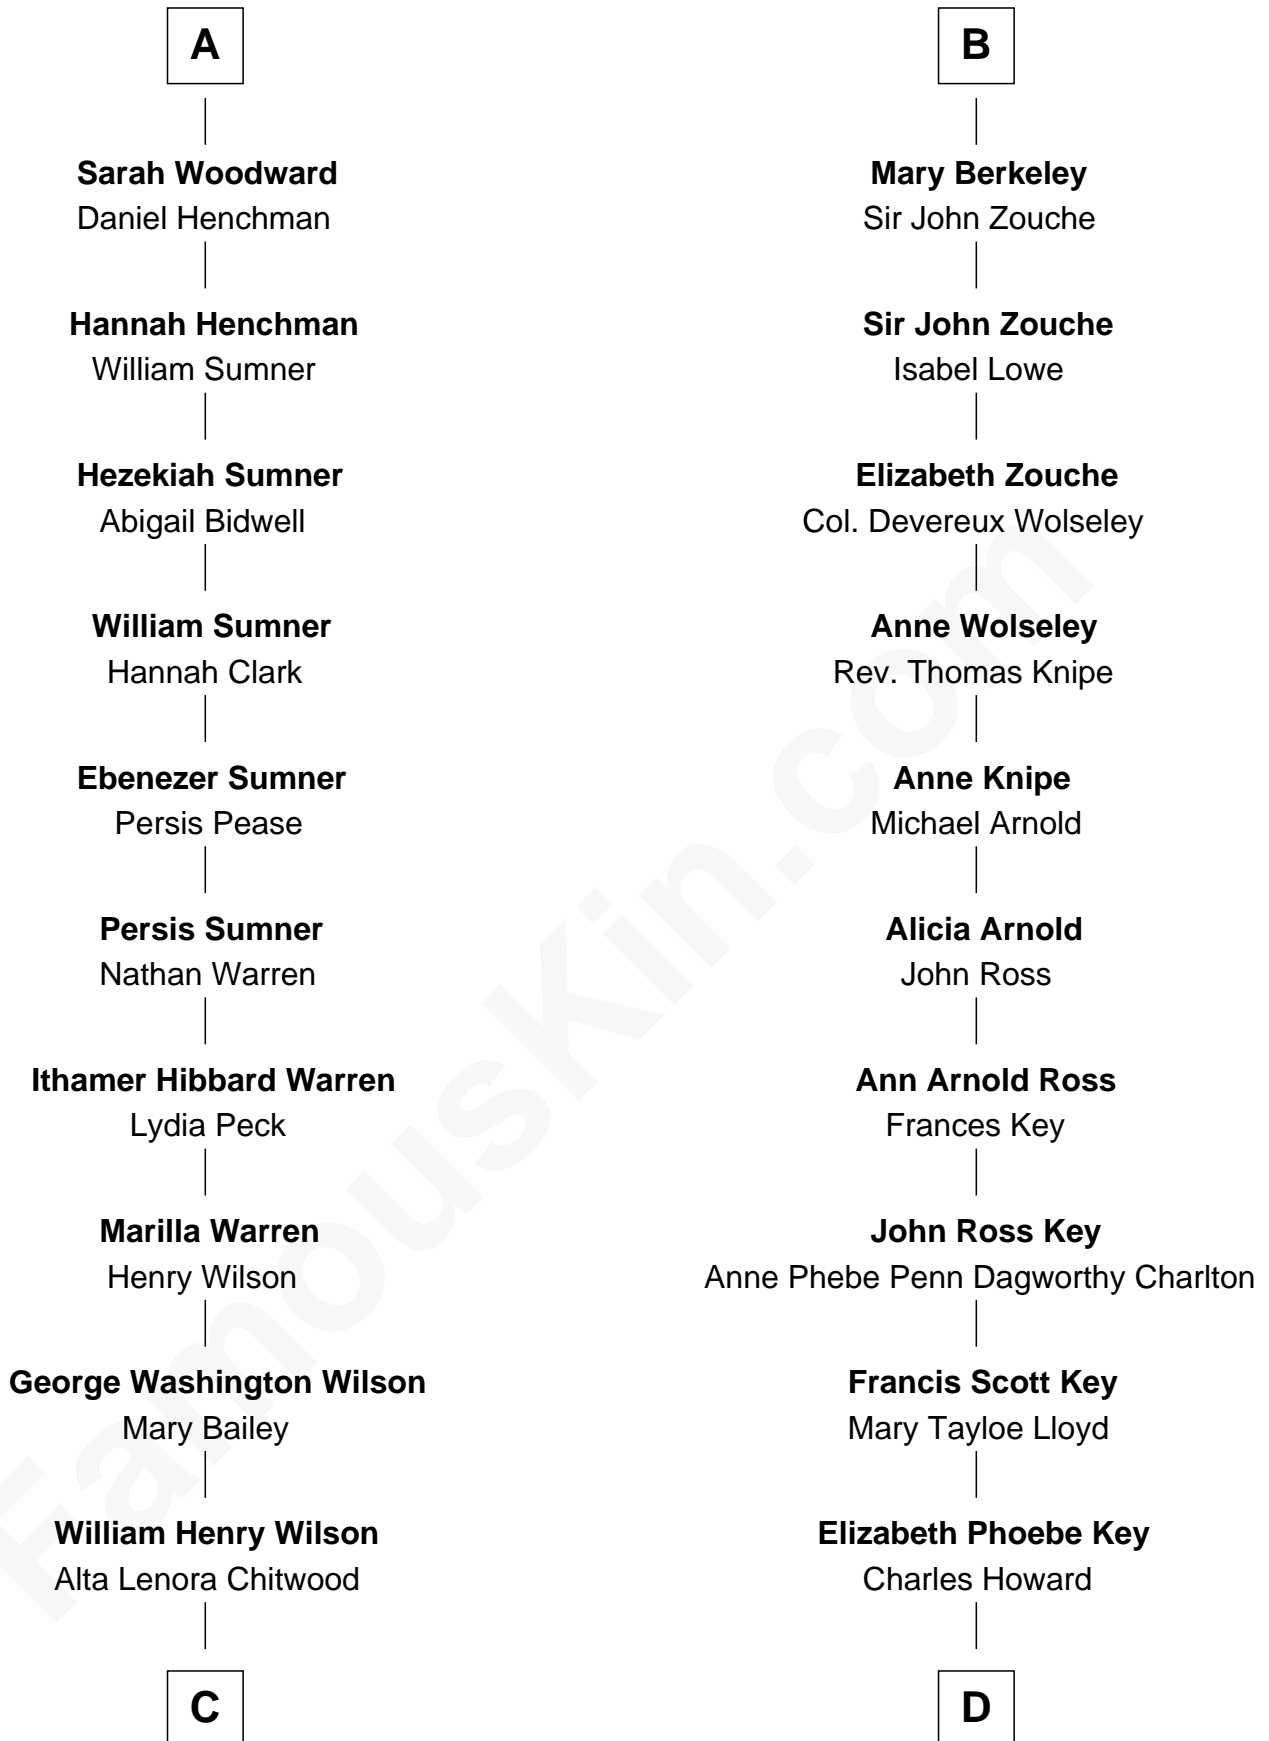 A
Sarah Woodward
Daniel Henchman
Hannah Henchman
William Sumner
Hezekiah Sumner
Abigail Bidwell
William Sumner
Hannah Clark
Ebenezer Sumner
Persis Pease
Persis Sumner
Nathan Warren
Ithamer Hibbard Warren
Lydia Peck
Marilla Warren
Henry Wilson
George Washington Wilson
Mary Bailey
William Henry Wilson
Alta Lenora Chitwood
C
B
Mary Berkeley
Sir John Zouche
Sir John Zouche
Isabel Lowe
Elizabeth Zouche
Col. Devereux Wolseley
Anne Wolseley
Rev. Thomas Knipe
Anne Knipe
Michael Arnold
Alicia Arnold
John Ross
Ann Arnold Ross
Frances Key
John Ross Key
Anne Phebe Penn Dagworthy Charlton
Francis Scott Key
Mary Tayloe Lloyd
Elizabeth Phoebe Key
Charles Howard
D
FamousKin.com